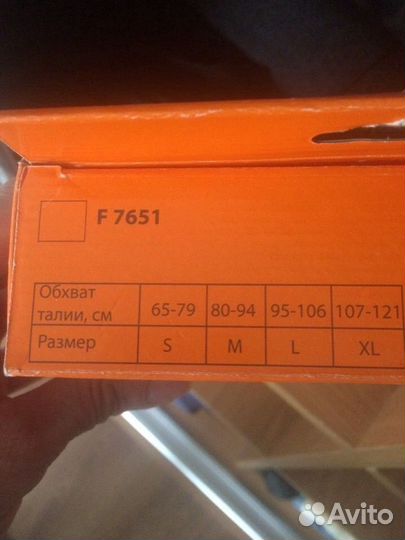 F 7651
Обхват талии, см 65-79 80-94 95-106 107-121
Размер S M L XL
Avito